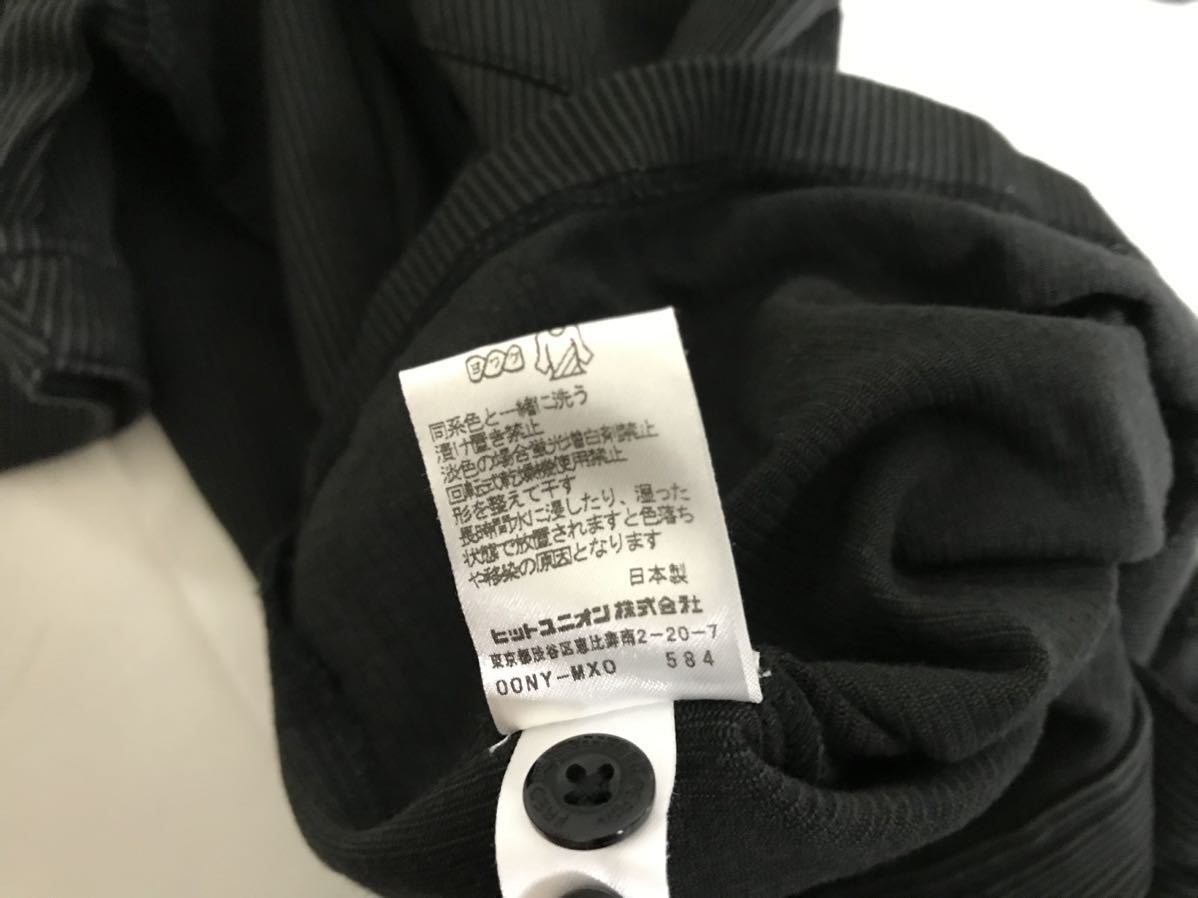 ヨワク
同系色と一緒に洗う
漬け置き禁止
淡色の場合蛍光増白剤禁止
回転式乾燥機使用禁止
形を整えて干す
長時間水に浸したり、湿った
状態で放置されますと色落ち
や移染の原因となります
日本製
ヒットユニオン株式会社
東京都渋谷区恵比寿南2-20-7
00NY-MX0 584